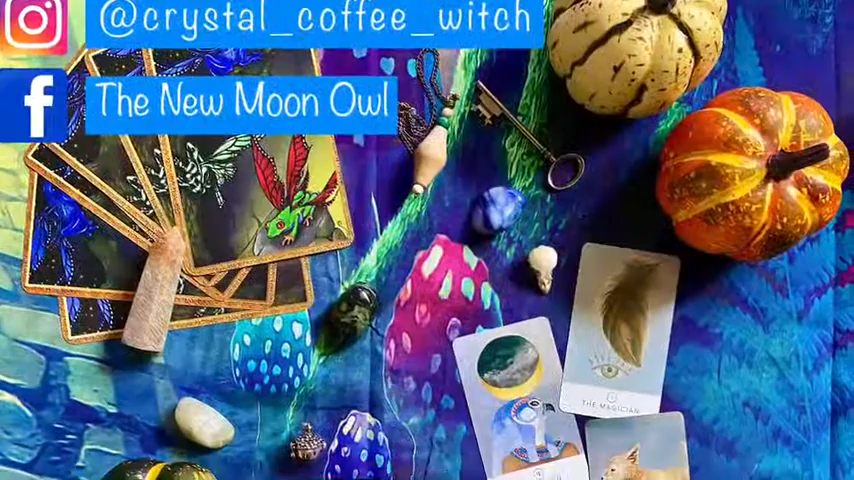 @crystal_coffee_witch
The New Moon Owl
THE MAGICIAN